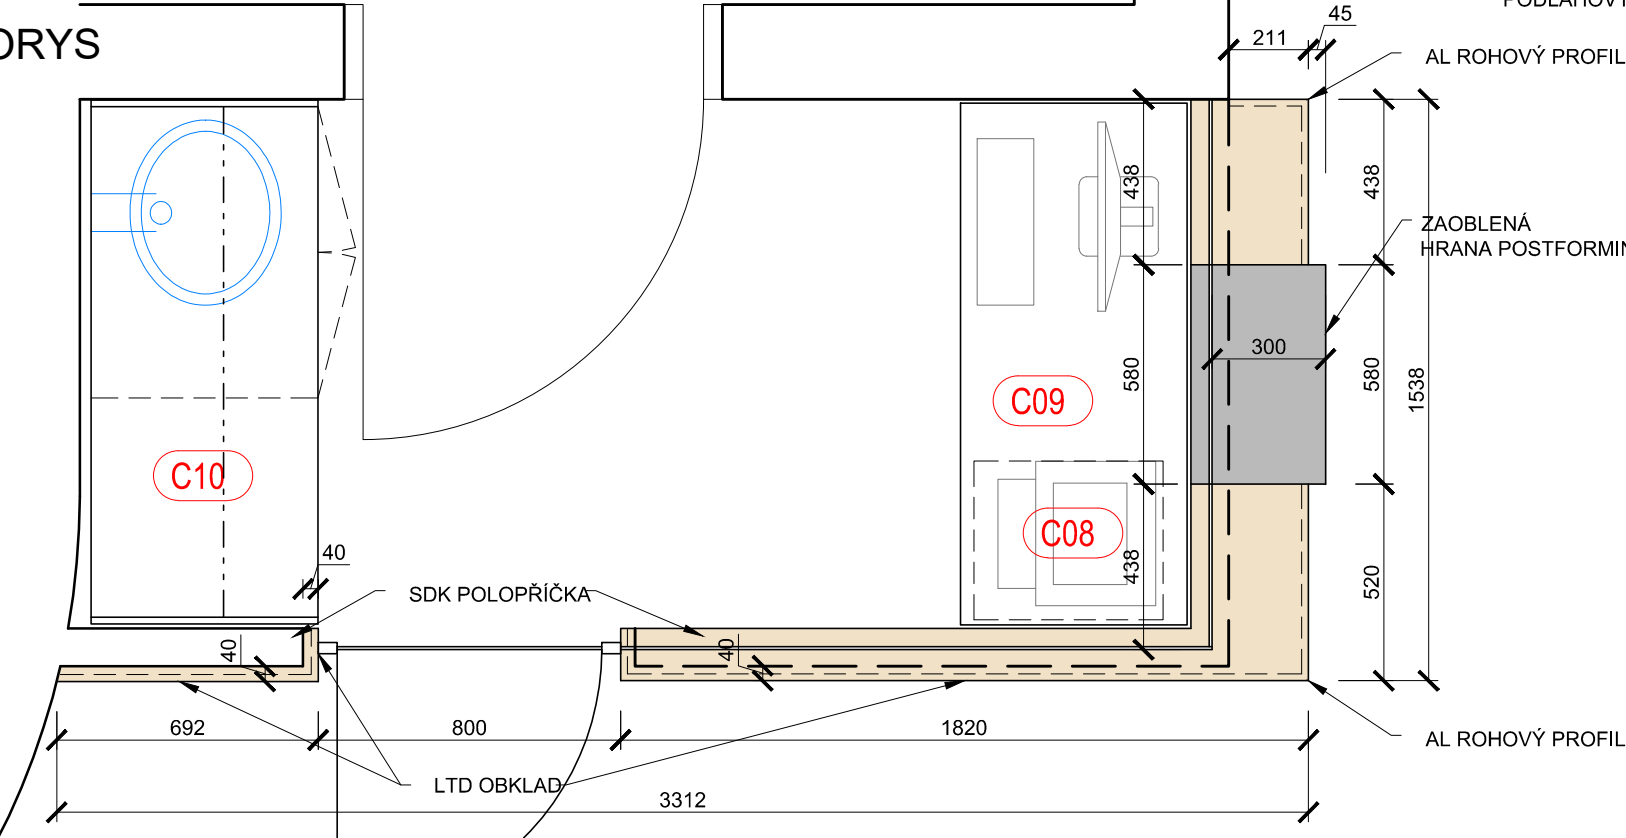 PODLAHOVÝ
45
211
ORYS
AL ROHOVÝ PROFIL
438
438
ZAOBLENÁ
HRANA POSTFORMIN
300
580
580
1538
C09
C10
C08
438
40
SDK POLOPŘÍČKA
520
40
40
692
800
1820
AL ROHOVÝ PROFIL
LTD OBKLAD
3312